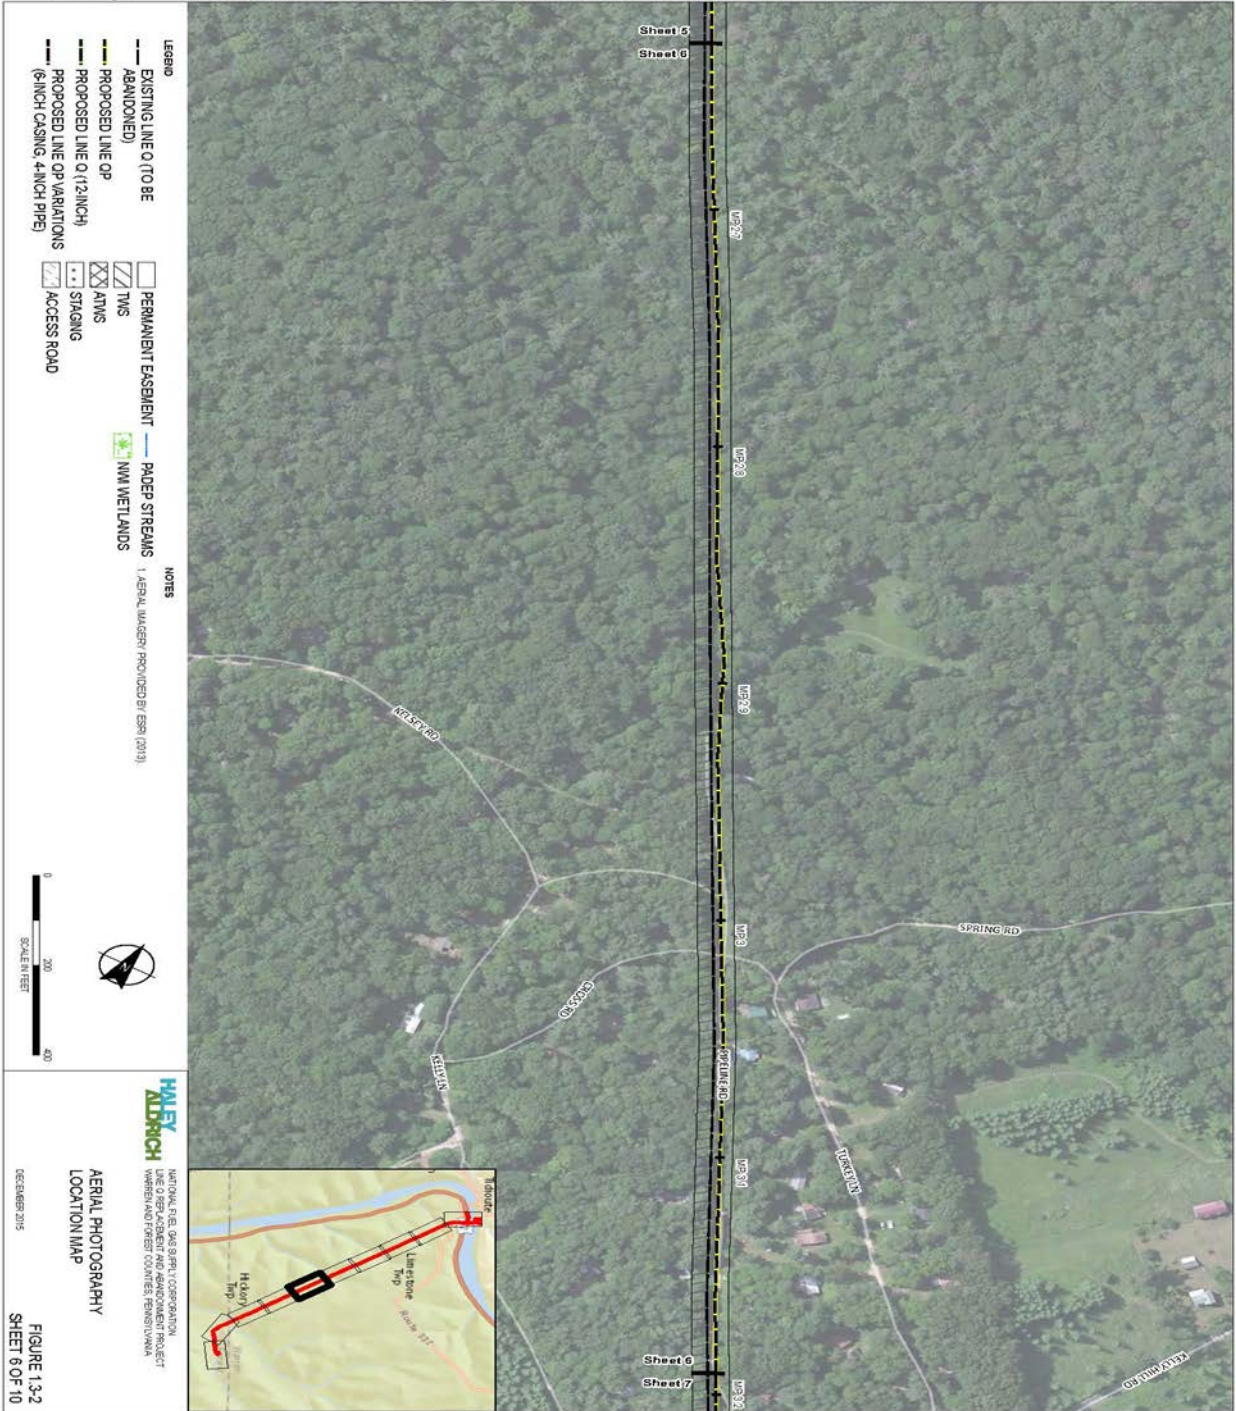 Sheet 5
Sheet 6
MP 2.7
MP 2.8
MP 2.9
MP 3
MP 3.1
MP 3.2
KELSEY RD
SPRING RD
CROSS RD
KELLY LN
PIPELINE RD
TURKEY LN
KELLY HILL RD
Sheet 6
Sheet 7
LEGEND
EXISTING LINE Q (TO BE
ABANDONED)
PROPOSED LINE QP
PROPOSED LINE Q (12-INCH)
PROPOSED LINE QP VARIATIONS
(6-INCH CASING, 4-INCH PIPE)
PERMANENT EASEMENT
TWS
ATWS
STAGING
ACCESS ROAD
PADEP STREAMS
NWI WETLANDS
NOTES
1. AERIAL IMAGERY PROVIDED BY ESRI (2013).
N
0
200
400
SCALE IN FEET
Tidioute
Limestone
Twp
Hickory
Twp
Route 337
HALEY
ALDRICH
NATIONAL FUEL GAS SUPPLY CORPORATION
LINE Q REPLACEMENT AND ABANDONMENT PROJECT
WARREN AND FOREST COUNTIES, PENNSYLVANIA
AERIAL PHOTOGRAPHY
LOCATION MAP
DECEMBER 2015
FIGURE 1.3-2
SHEET 6 OF 10